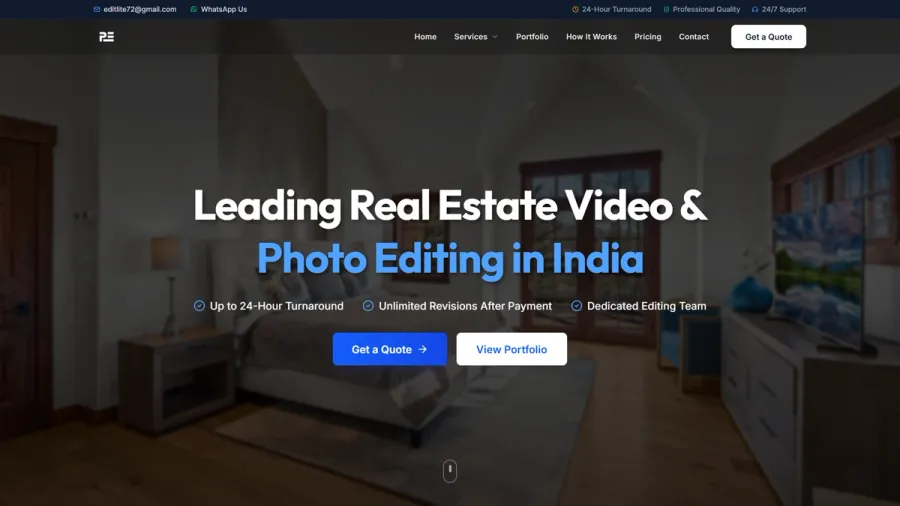 editlite72@gmail.com WhatsApp Us 24-Hour Turnaround Professional Quality 24/7 Support
PE Home Services Portfolio How It Works Pricing Contact Get a Quote
Leading Real Estate Video &
Photo Editing in India
Up to 24-Hour Turnaround Unlimited Revisions After Payment Dedicated Editing Team
Get a Quote → View Portfolio